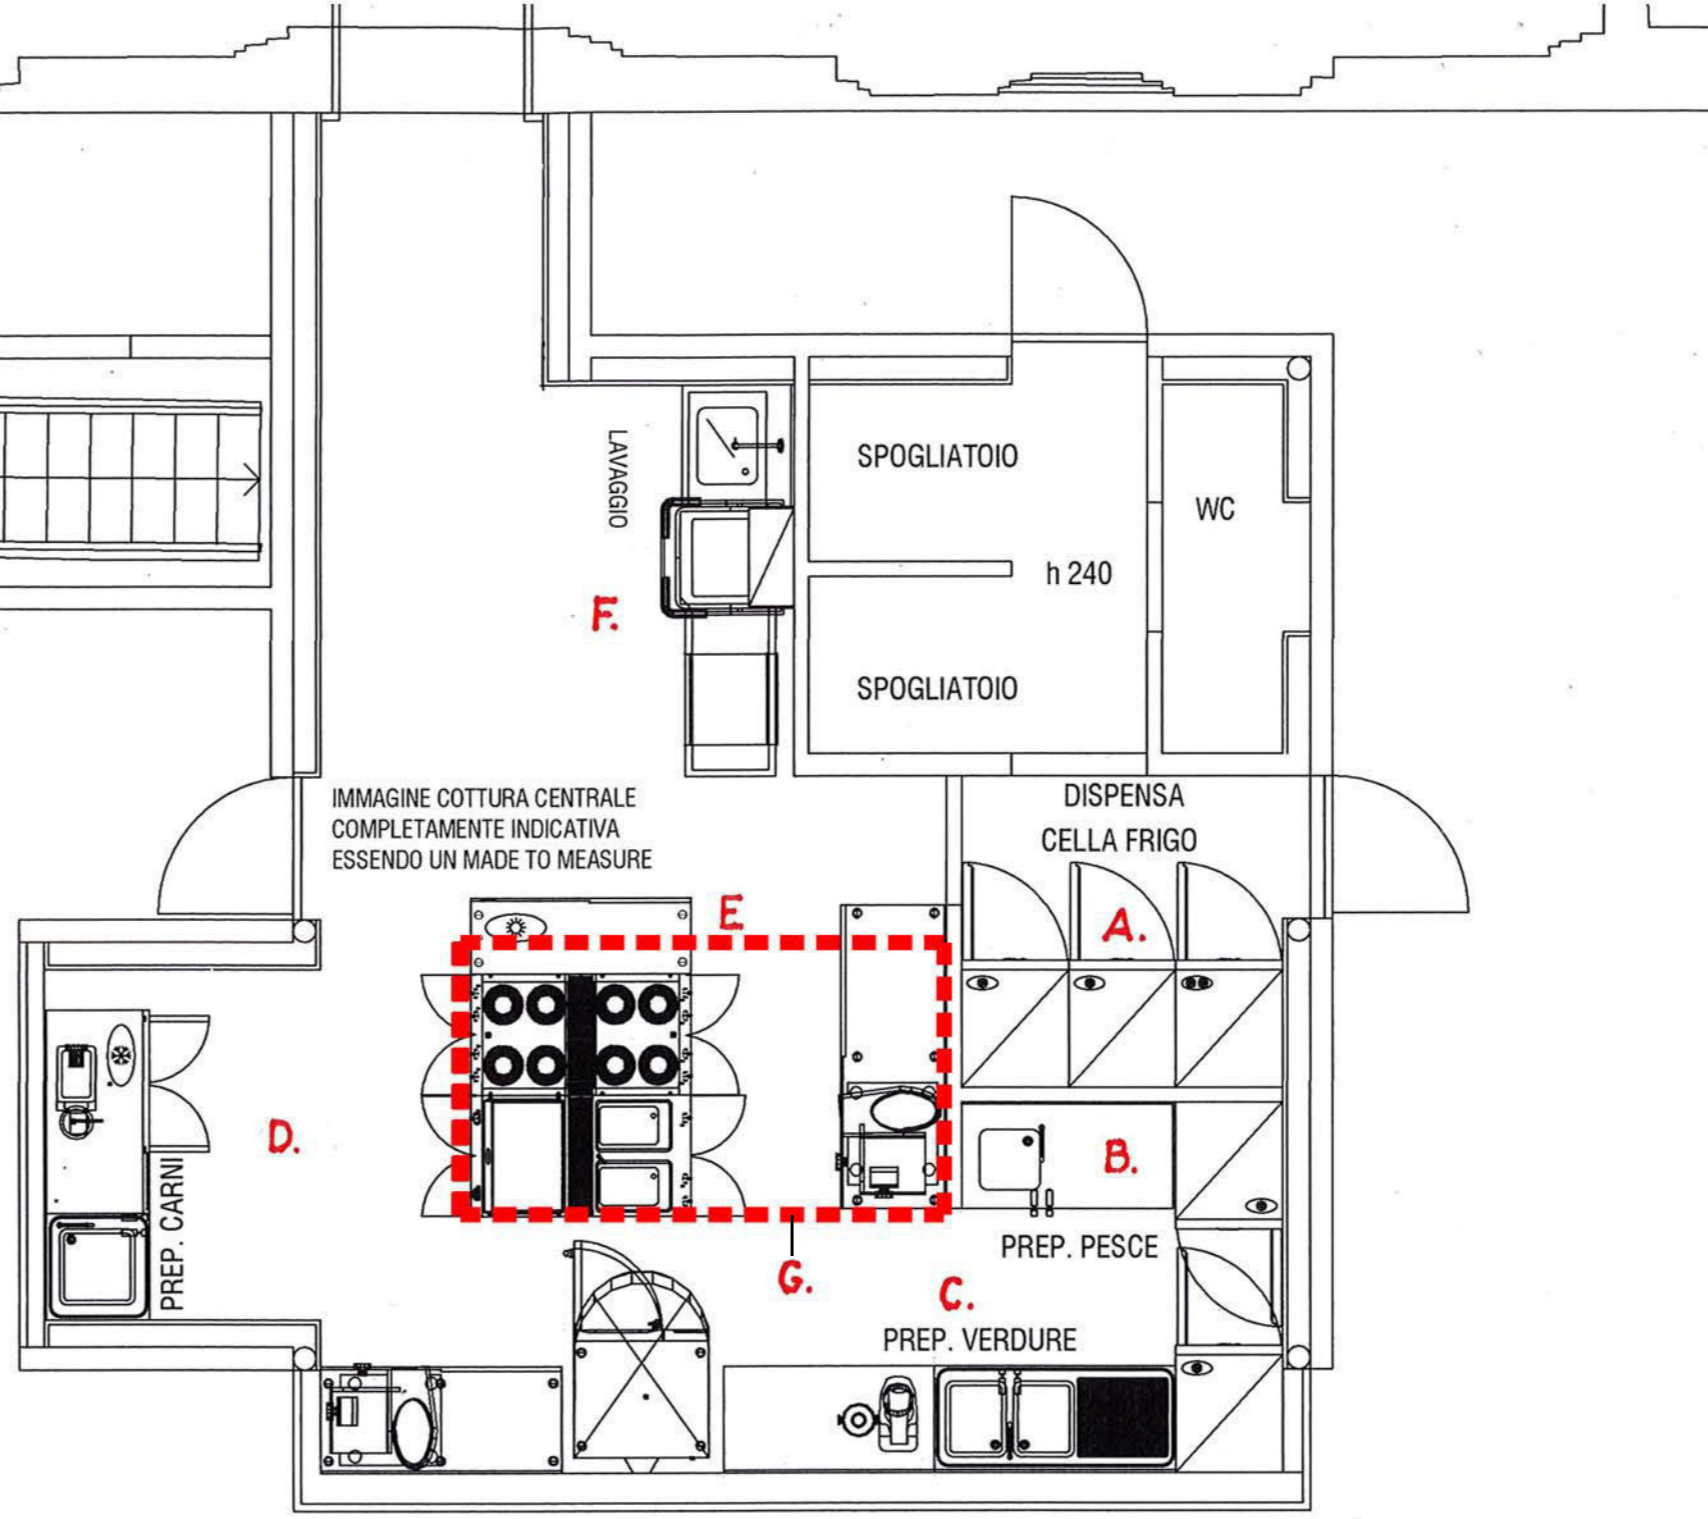 SPOGLIATOIO
LAVAGGIO
WC
h 240
F.
SPOGLIATOIO
IMMAGINE COTTURA CENTRALE
COMPLETAMENTE INDICATIVA
ESSENDO UN MADE TO MEASURE
DISPENSA
CELLA FRIGO
E
A.
D.
B.
PREP. CARNI
PREP. PESCE
G.
C.
PREP. VERDURE